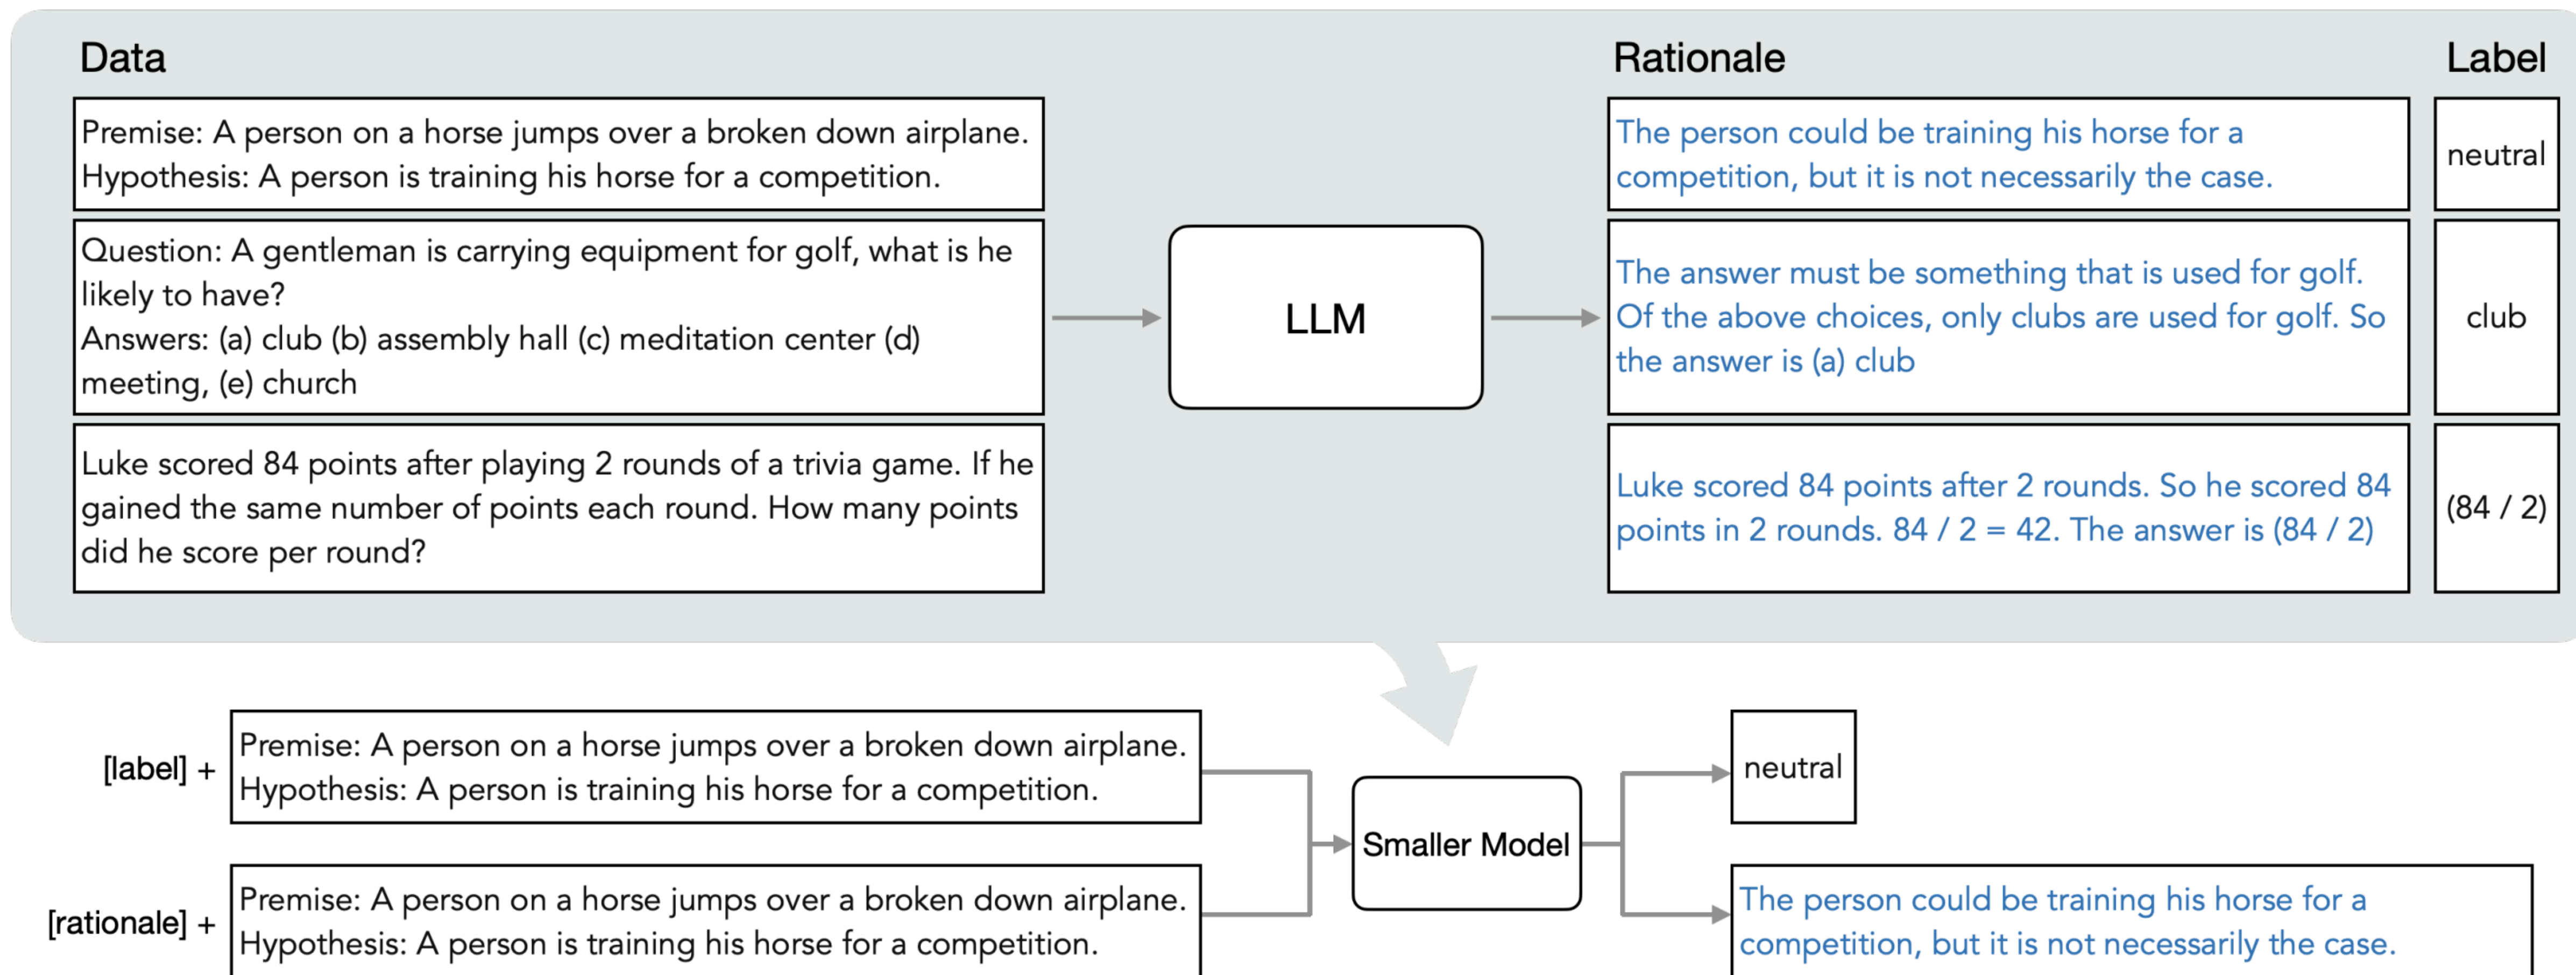 Data
Premise: A person on a horse jumps over a broken down airplane.
Hypothesis: A person is training his horse for a competition.
Question: A gentleman is carrying equipment for golf, what is he
likely to have?
Answers: (a) club (b) assembly hall (c) meditation center (d)
meeting, (e) church
Luke scored 84 points after playing 2 rounds of a trivia game. If he
gained the same number of points each round. How many points
did he score per round?
LLM
Rationale
The person could be training his horse for a
competition, but it is not necessarily the case.
The answer must be something that is used for golf.
Of the above choices, only clubs are used for golf. So
the answer is (a) club
Luke scored 84 points after 2 rounds. So he scored 84
points in 2 rounds. 84 / 2 = 42. The answer is (84 / 2)
Label
neutral
club
(84 / 2)
[label] +
Premise: A person on a horse jumps over a broken down airplane.
Hypothesis: A person is training his horse for a competition.
[rationale] +
Premise: A person on a horse jumps over a broken down airplane.
Hypothesis: A person is training his horse for a competition.
Smaller Model
neutral
The person could be training his horse for a
competition, but it is not necessarily the case.